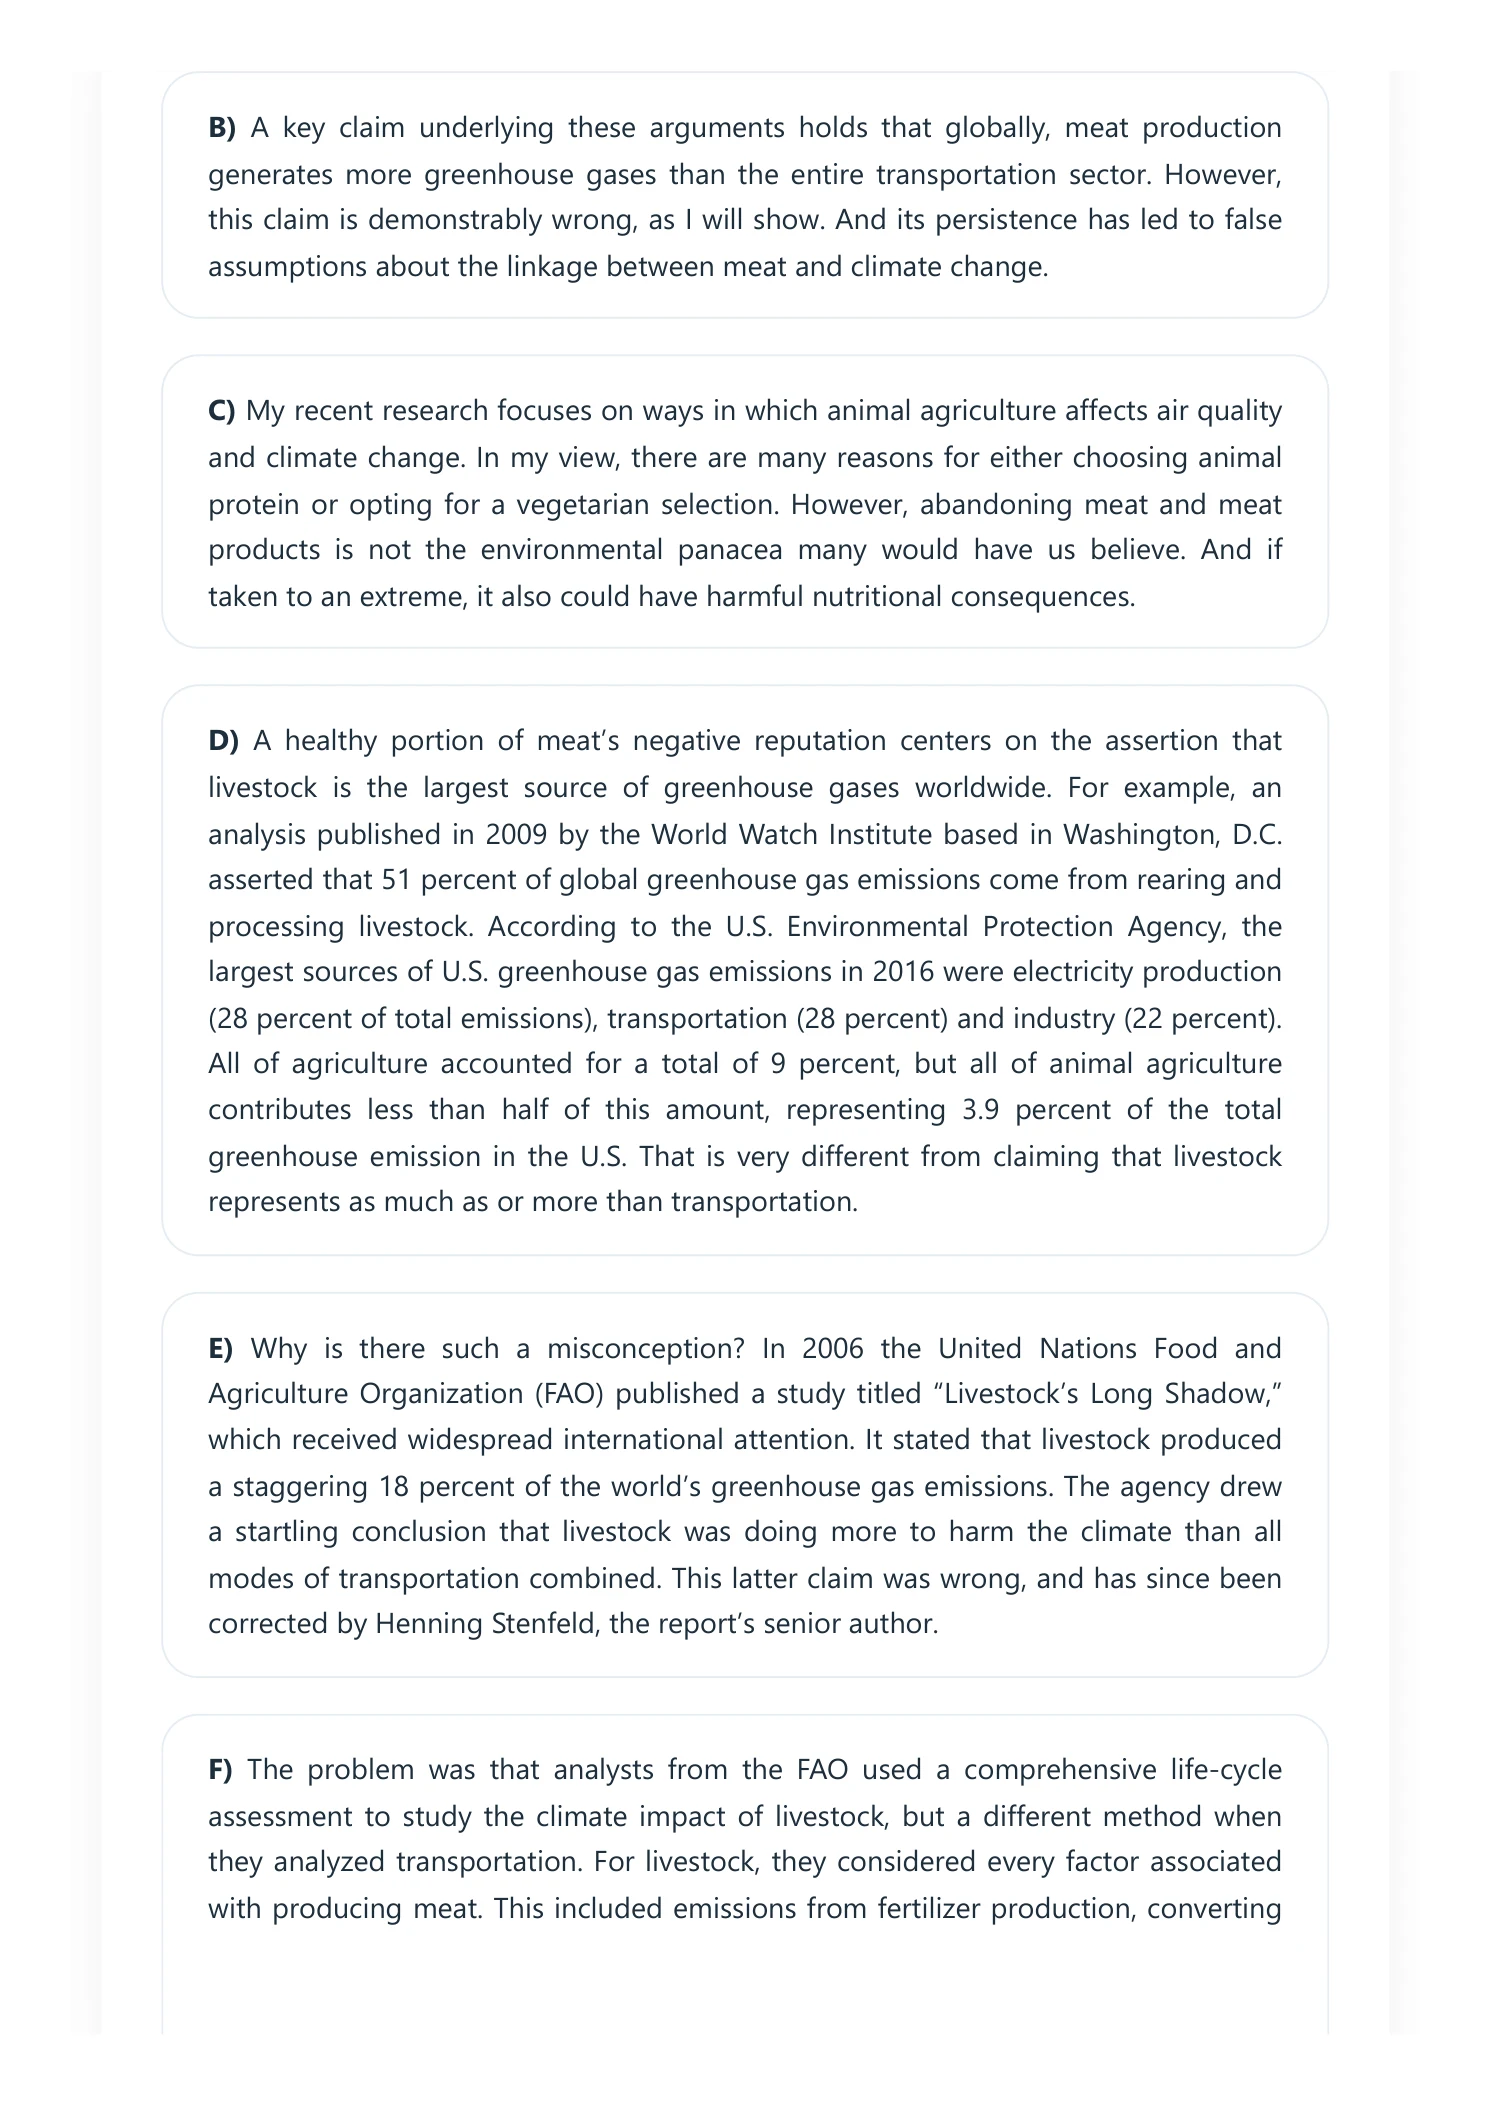 B) A key claim underlying these arguments holds that globally, meat production
generates more greenhouse gases than the entire transportation sector. However,
this claim is demonstrably wrong, as I will show. And its persistence has led to false
assumptions about the linkage between meat and climate change.
C) My recent research focuses on ways in which animal agriculture affects air quality
and climate change. In my view, there are many reasons for either choosing animal
protein or opting for a vegetarian selection. However, abandoning meat and meat
products is not the environmental panacea many would have us believe. And if
taken to an extreme, it also could have harmful nutritional consequences.
D) A healthy portion of meat’s negative reputation centers on the assertion that
livestock is the largest source of greenhouse gases worldwide. For example, an
analysis published in 2009 by the World Watch Institute based in Washington, D.C.
asserted that 51 percent of global greenhouse gas emissions come from rearing and
processing livestock. According to the U.S. Environmental Protection Agency, the
largest sources of U.S. greenhouse gas emissions in 2016 were electricity production
(28 percent of total emissions), transportation (28 percent) and industry (22 percent).
All of agriculture accounted for a total of 9 percent, but all of animal agriculture
contributes less than half of this amount, representing 3.9 percent of the total
greenhouse emission in the U.S. That is very different from claiming that livestock
represents as much as or more than transportation.
E) Why is there such a misconception? In 2006 the United Nations Food and
Agriculture Organization (FAO) published a study titled “Livestock’s Long Shadow,”
which received widespread international attention. It stated that livestock produced
a staggering 18 percent of the world’s greenhouse gas emissions. The agency drew
a startling conclusion that livestock was doing more to harm the climate than all
modes of transportation combined. This latter claim was wrong, and has since been
corrected by Henning Stenfeld, the report’s senior author.
F) The problem was that analysts from the FAO used a comprehensive life-cycle
assessment to study the climate impact of livestock, but a different method when
they analyzed transportation. For livestock, they considered every factor associated
with producing meat. This included emissions from fertilizer production, converting